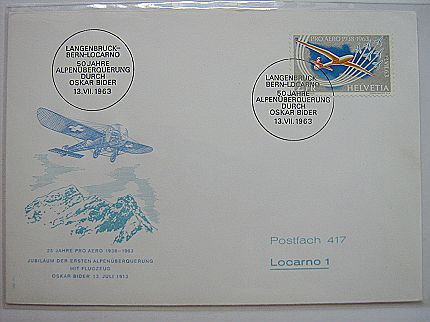 LANGENBRUCK-
BERN-LOCARNO
50 JAHRE
ALPENÜBERQUERUNG
DURCH
OSKAR BIDER
13.VII.1963
PRO AERO 1938-1963
HELVETIA
LANGENBRUCK
BERN-LOCARNO
50 JAHRE
ALPENÜBERQUERUNG
DURCH
OSKAR BIDER
13.VII.1963
25 JAHRE PRO AERO 1938-1963
JUBILÄUM DER ERSTEN ALPENÜBERQUERUNG
MIT FLUGZEUG
OSKAR BIDER 13. JULI 1913
Postfach 417
Locarno 1